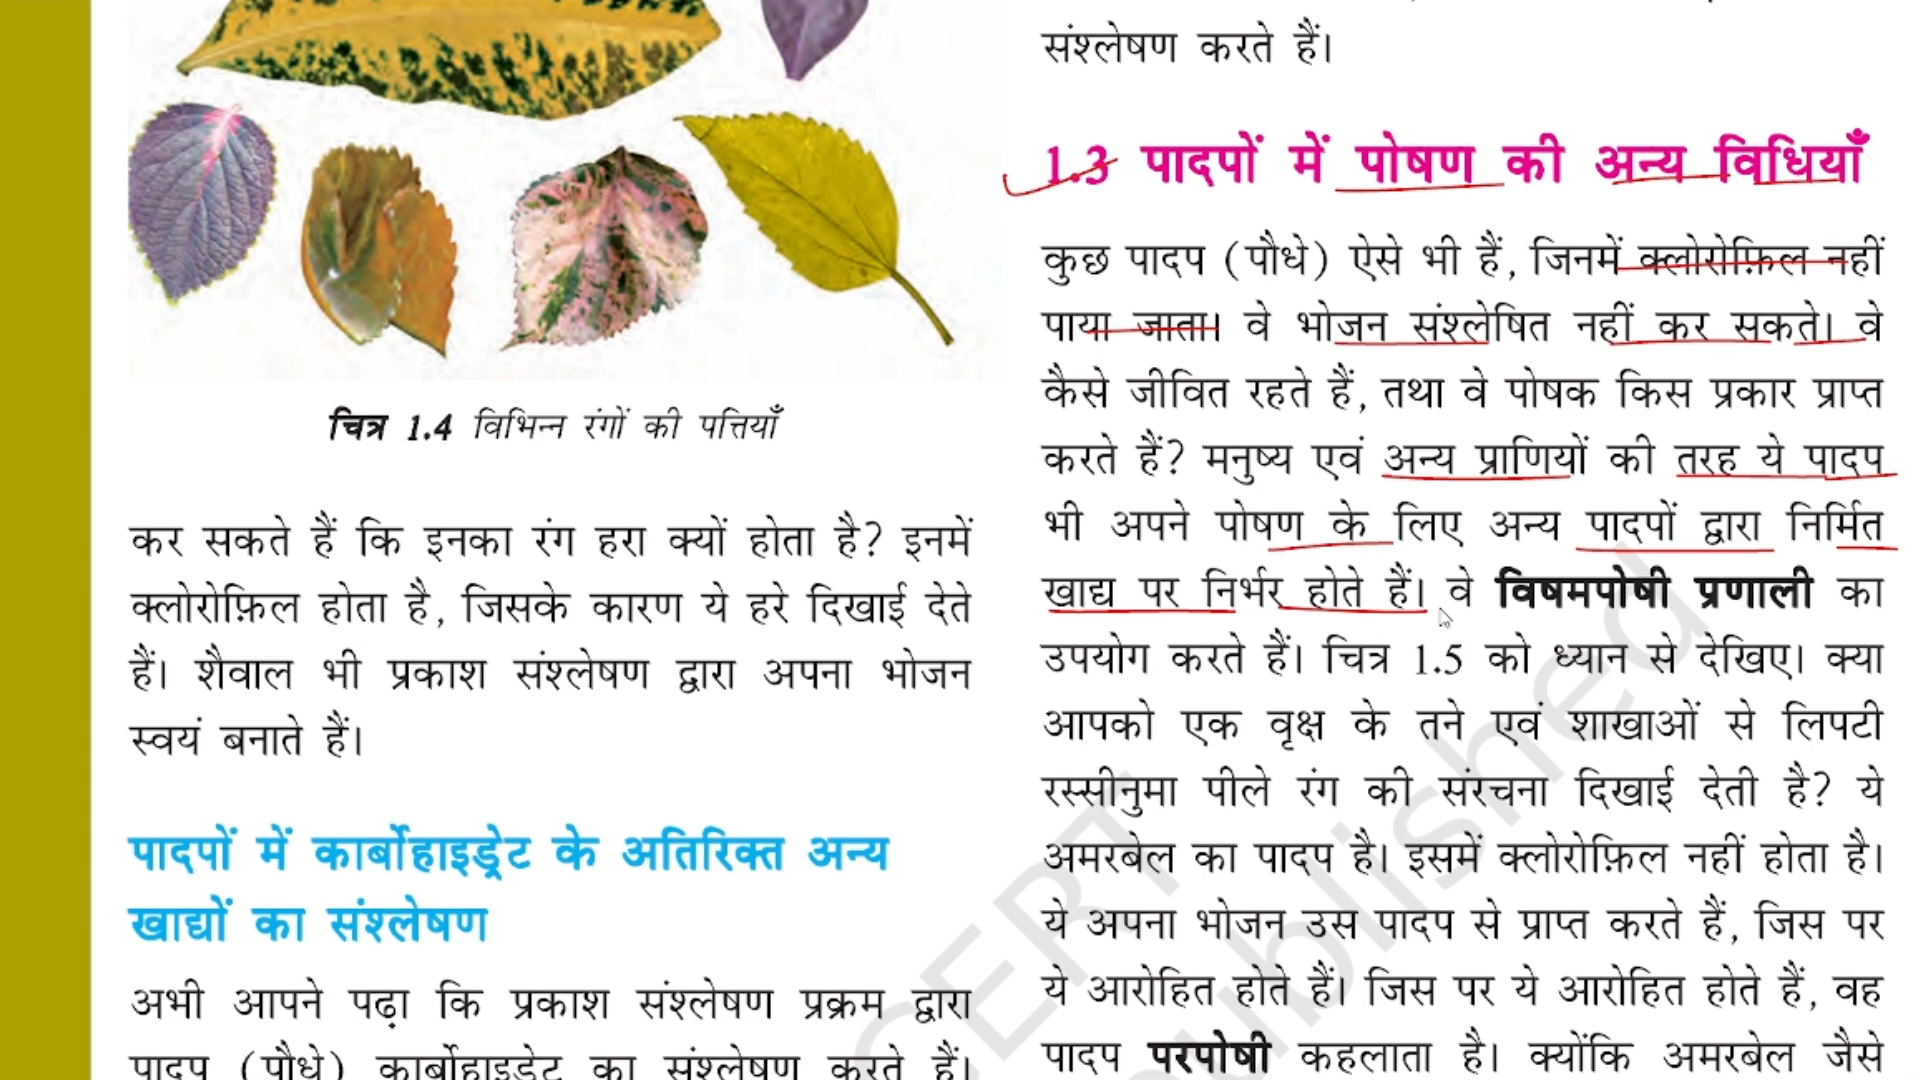 चित्र 1.4 विभिन्न रंगों की पत्तियाँ
कर सकते हैं कि इनका रंग हरा क्यों होता है? इनमें
क्लोरोफ़िल होता है, जिसके कारण ये हरे दिखाई देते
हैं। शैवाल भी प्रकाश संश्लेषण द्वारा अपना भोजन
स्वयं बनाते हैं।
पादपों में कार्बोहाइड्रेट के अतिरिक्त अन्य
खाद्यों का संश्लेषण
अभी आपने पढ़ा कि प्रकाश संश्लेषण प्रक्रम द्वारा
पादप (पौधे) कार्बोहाइड्रेट का संश्लेषण करते हैं।
संश्लेषण करते हैं।
1.3 पादपों में पोषण की अन्य विधियाँ
कुछ पादप (पौधे) ऐसे भी हैं, जिनमें क्लोरोफ़िल नहीं
पाया जाता। वे भोजन संश्लेषित नहीं कर सकते। वे
कैसे जीवित रहते हैं, तथा वे पोषक किस प्रकार प्राप्त
करते हैं? मनुष्य एवं अन्य प्राणियों की तरह ये पादप
भी अपने पोषण के लिए अन्य पादपों द्वारा निर्मित
खाद्य पर निर्भर होते हैं। वे विषमपोषी प्रणाली का
उपयोग करते हैं। चित्र 1.5 को ध्यान से देखिए। क्या
आपको एक वृक्ष के तने एवं शाखाओं से लिपटी
रस्सीनुमा पीले रंग की संरचना दिखाई देती है? ये
अमरबेल का पादप है। इसमें क्लोरोफ़िल नहीं होता है।
ये अपना भोजन उस पादप से प्राप्त करते हैं, जिस पर
ये आरोहित होते हैं। जिस पर ये आरोहित होते हैं, वह
पादप परपोषी कहलाता है। क्योंकि अमरबेल जैसे